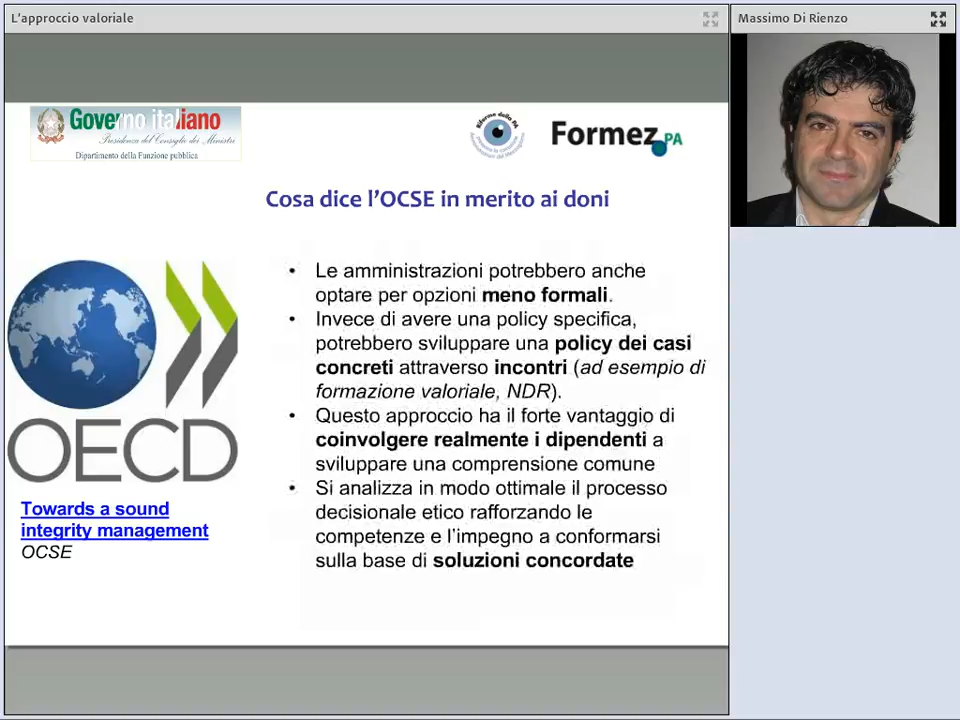 L'approccio valoriale
Massimo Di Rienzo
Governo italiano
Presidenza del Consiglio dei Ministri
Dipartimento della Funzione pubblica
Riforme della PA
Formez PA
Cosa dice l'OCSE in merito ai doni
• Le amministrazioni potrebbero anche
optare per opzioni meno formali.
• Invece di avere una policy specifica,
potrebbero sviluppare una policy dei casi
concreti attraverso incontri (ad esempio di
formazione valoriale, NDR).
• Questo approccio ha il forte vantaggio di
coinvolgere realmente i dipendenti a
sviluppare una comprensione comune
• Si analizza in modo ottimale il processo
decisionale etico rafforzando le
competenze e l'impegno a conformarsi
sulla base di soluzioni concordate
OECD
Towards a sound
integrity management
OCSE